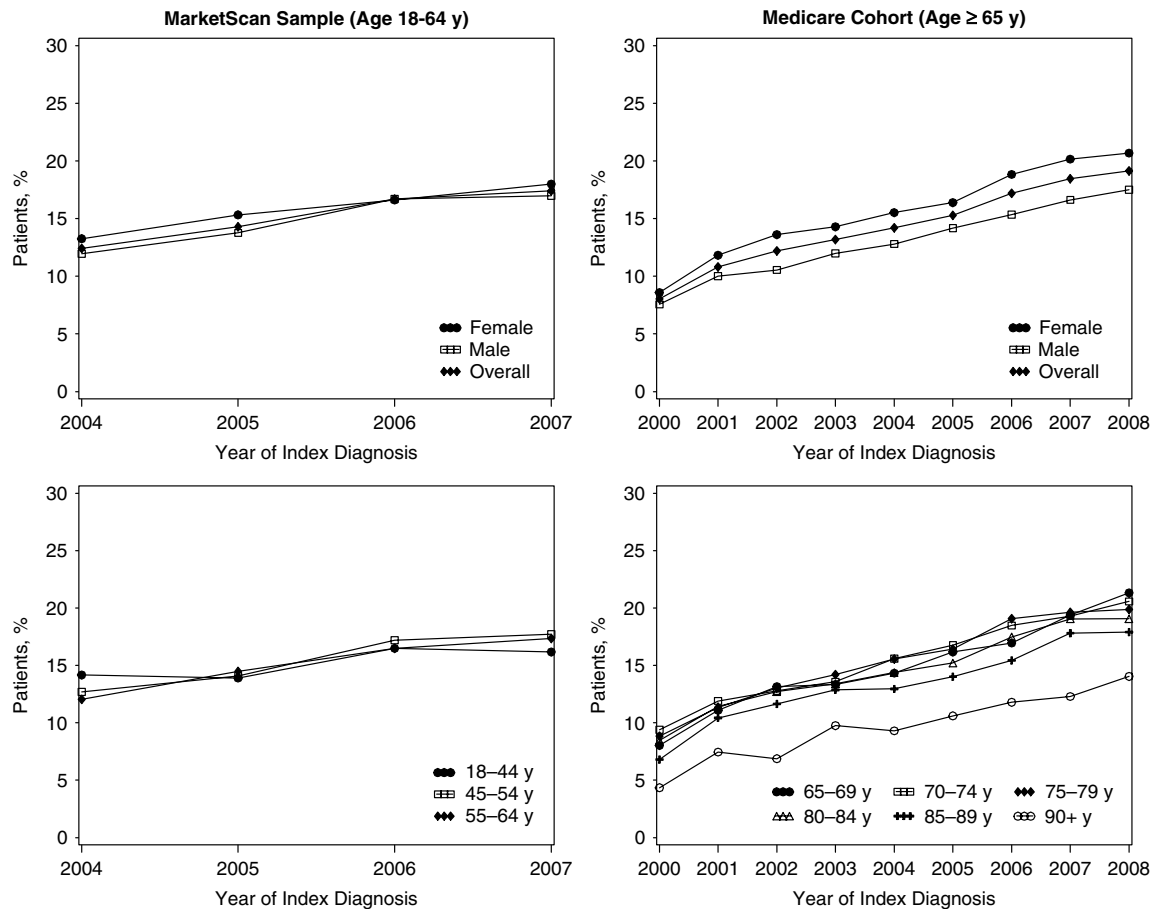 MarketScan Sample (Age 18-64 y)
30
25
20
15
10
5
0
Patients, %
Female
Male
Overall
2004 2005 2006 2007
Year of Index Diagnosis
Medicare Cohort (Age ≥ 65 y)
30
25
20
15
10
5
0
Patients, %
Female
Male
Overall
2000 2001 2002 2003 2004 2005 2006 2007 2008
Year of Index Diagnosis
30
25
20
15
10
5
0
Patients, %
18–44 y
45–54 y
55–64 y
2004 2005 2006 2007
Year of Index Diagnosis
30
25
20
15
10
5
0
Patients, %
65–69 y 70–74 y 75–79 y
80–84 y 85–89 y 90+ y
2000 2001 2002 2003 2004 2005 2006 2007 2008
Year of Index Diagnosis